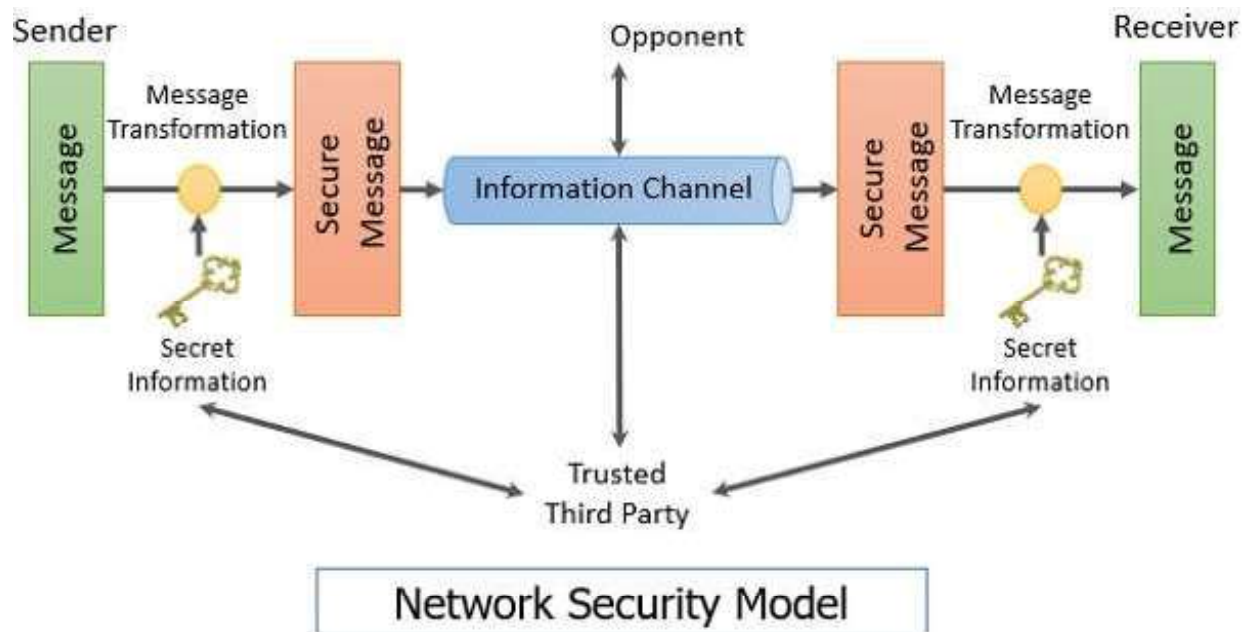 Sender
Message
Message
Transformation
Secret
Information
Secure
Message
Opponent
Information Channel
Trusted
Third Party
Secure
Message
Message
Transformation
Secret
Information
Receiver
Message
Network Security Model